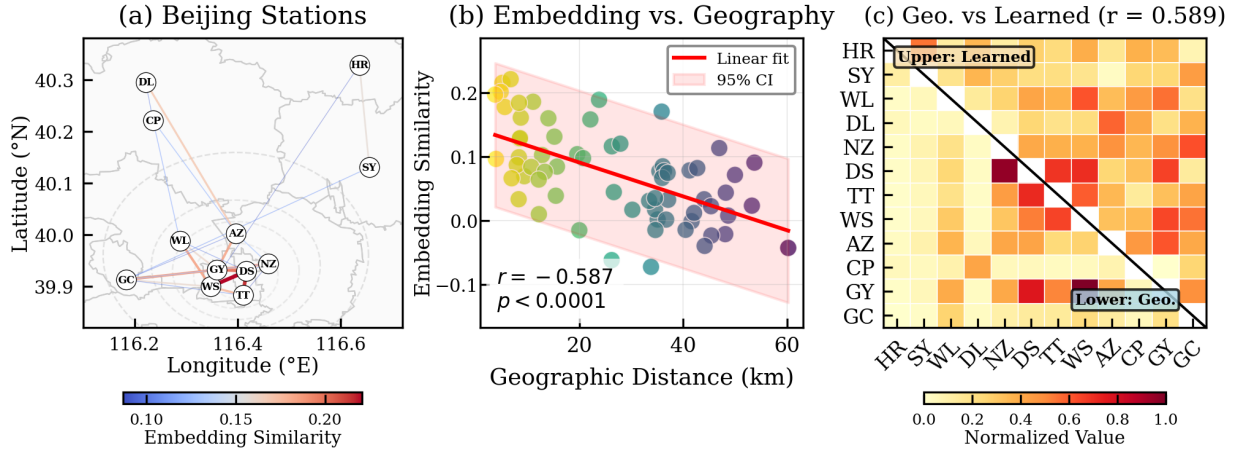 (a) Beijing Stations
Latitude (°N)
40.3
40.2
40.1
40.0
39.9
DL
CP
HR
SY
AZ
WL
NZ
GY
DS
GC
WS
TT
116.2
116.4
116.6
Longitude (°E)
0.10
0.15
0.20
Embedding Similarity
(b) Embedding vs. Geography
Embedding Similarity
0.2
0.1
0.0
−0.1
Linear fit
95% CI
r = −0.587
p < 0.0001
20
40
60
Geographic Distance (km)
(c) Geo. vs Learned (r = 0.589)
HR
SY
WL
DL
NZ
DS
TT
WS
AZ
CP
GY
GC
Upper: Learned
Lower: Geo.
HR
SY
WL
DL
NZ
DS
TT
WS
AZ
CP
GY
GC
0.0
0.2
0.4
0.6
0.8
1.0
Normalized Value